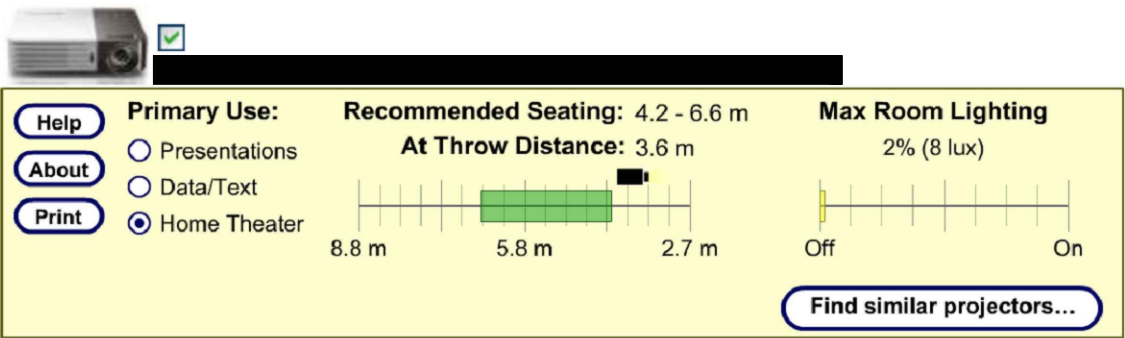 Help
About
Print
Primary Use:
Presentations
Data/Text
Home Theater
Recommended Seating: 4.2 - 6.6 m
At Throw Distance: 3.6 m
8.8 m 5.8 m 2.7 m
Max Room Lighting
2% (8 lux)
Off On
Find similar projectors...